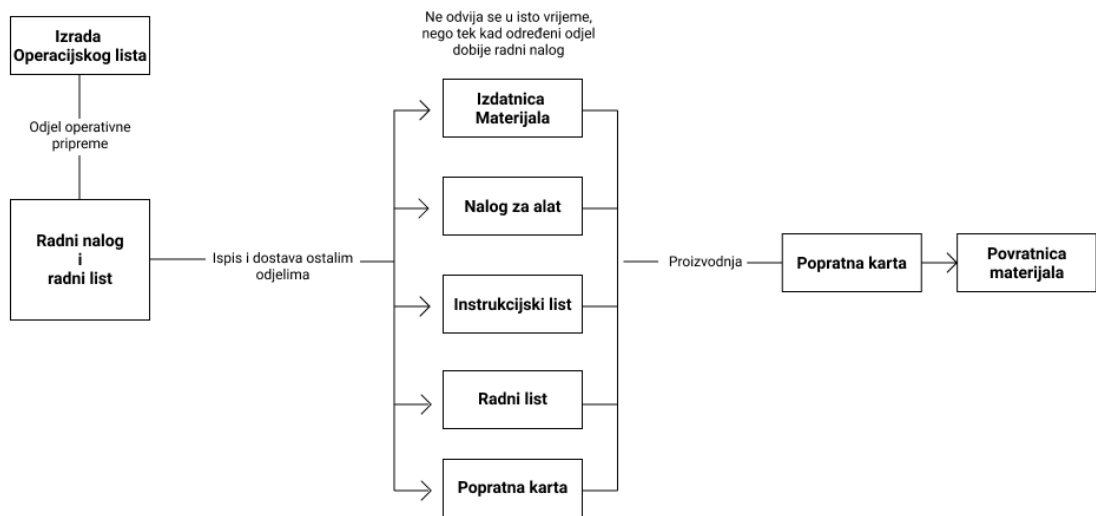 Izrada
Operacijskog lista
Odjel operativne
pripreme
Radni nalog
i
radni list
Ispis i dostava ostalim
odjelima
Ne odvija se u isto vrijeme,
nego tek kad određeni odjel
dobije radni nalog
Izdatnica
Materijala
Nalog za alat
Instrukcijski list
Radni list
Popratna karta
Proizvodnja
Popratna karta
Povratnica
materijala